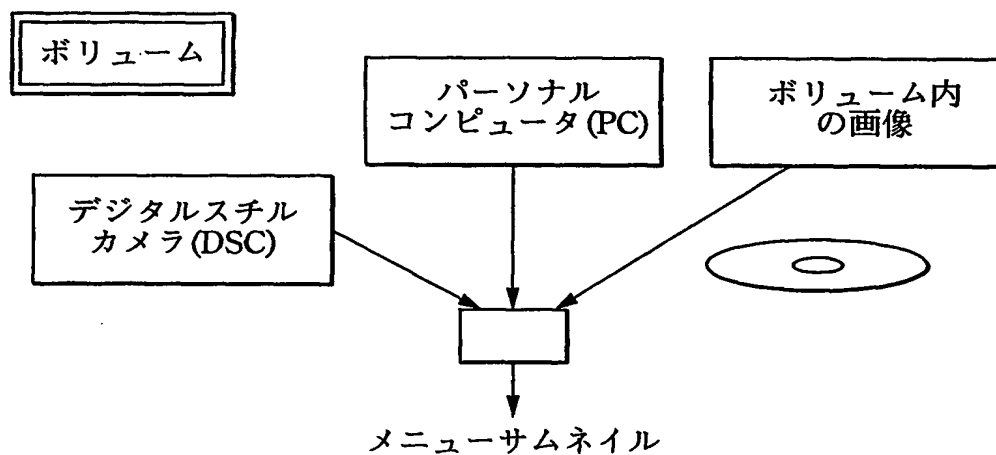 ボリューム
パーソナル
コンピュータ(PC)
ボリューム内
の画像
デジタルスチル
カメラ(DSC)
メニューサムネイル